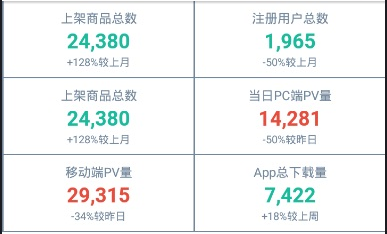 上架商品总数
24,380
+128%较上月
注册用户总数
1,965
-50%较上月
上架商品总数
24,380
+128%较上月
当日PC端PV量
14,281
-50%较昨日
移动端PV量
29,315
-34%较昨日
App总下载量
7,422
+18%较上周